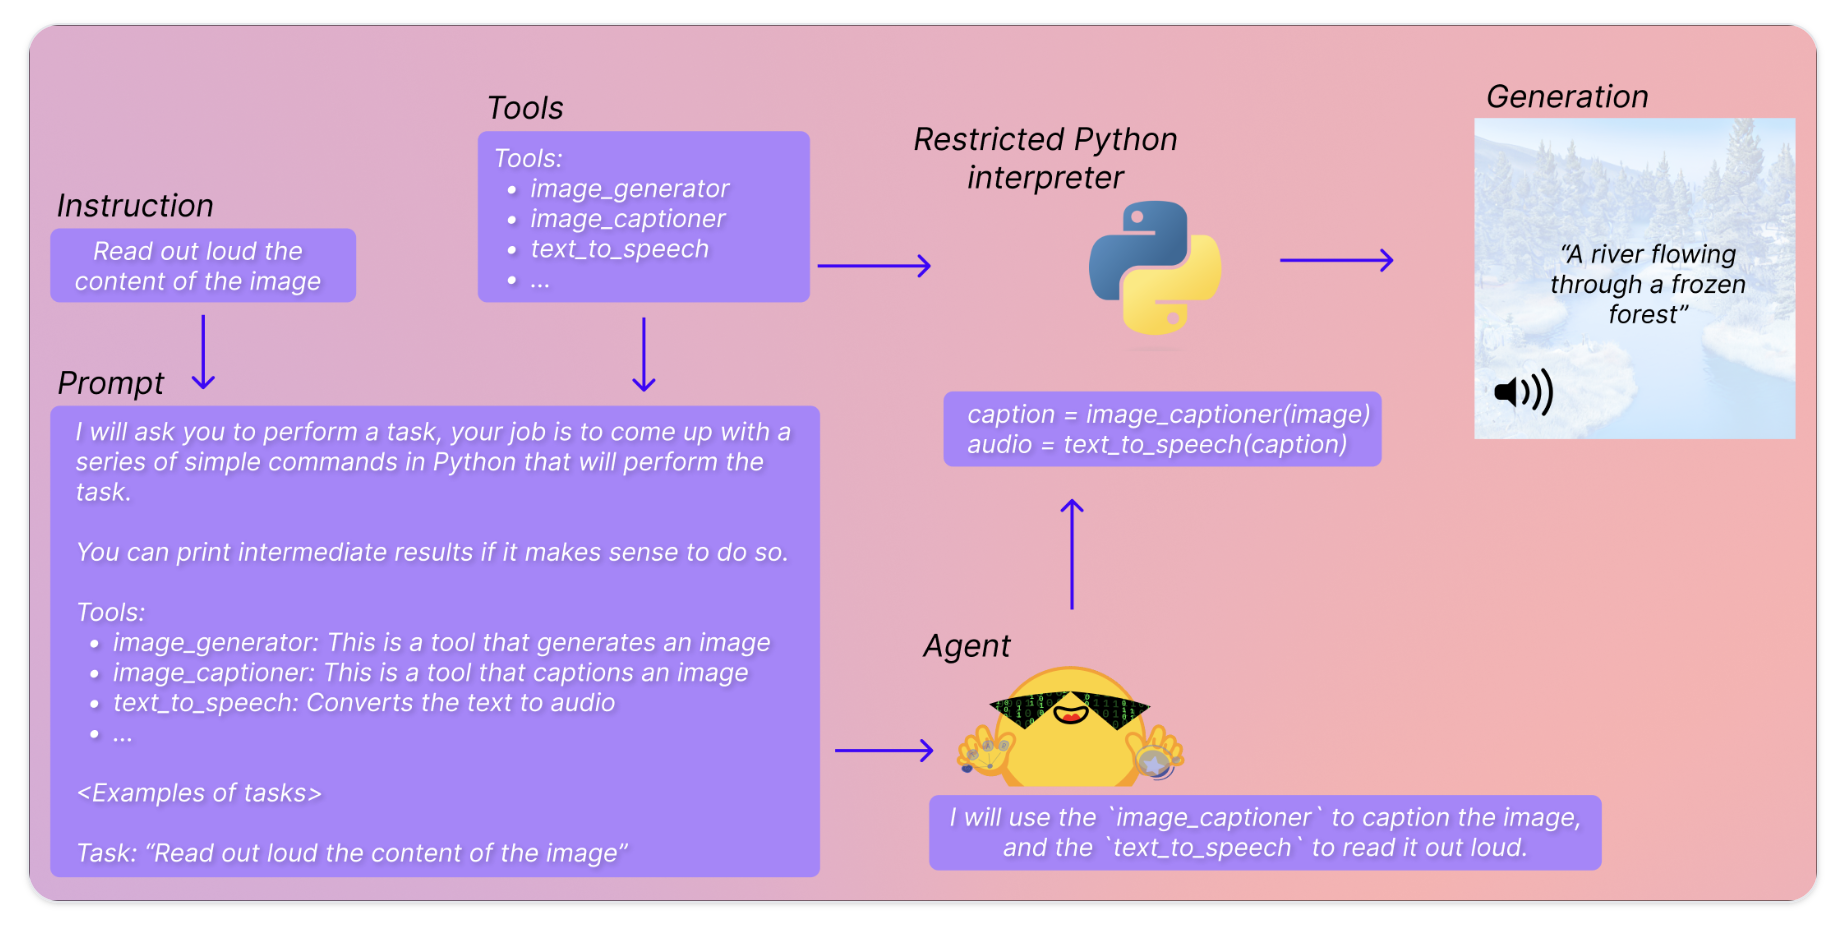 Instruction
Read out loud the
content of the image
Tools
Tools:
• image_generator
• image_captioner
• text_to_speech
• ...
Prompt
I will ask you to perform a task, your job is to come up with a
series of simple commands in Python that will perform the
task.
You can print intermediate results if it makes sense to do so.
Tools:
• image_generator: This is a tool that generates an image
• image_captioner: This is a tool that captions an image
• text_to_speech: Converts the text to audio
• ...
<Examples of tasks>
Task: “Read out loud the content of the image”
Agent
I will use the `image_captioner` to caption the image,
and the `text_to_speech` to read it out loud.
caption = image_captioner(image)
audio = text_to_speech(caption)
Restricted Python
interpreter
Generation
“A river flowing
through a frozen
forest”